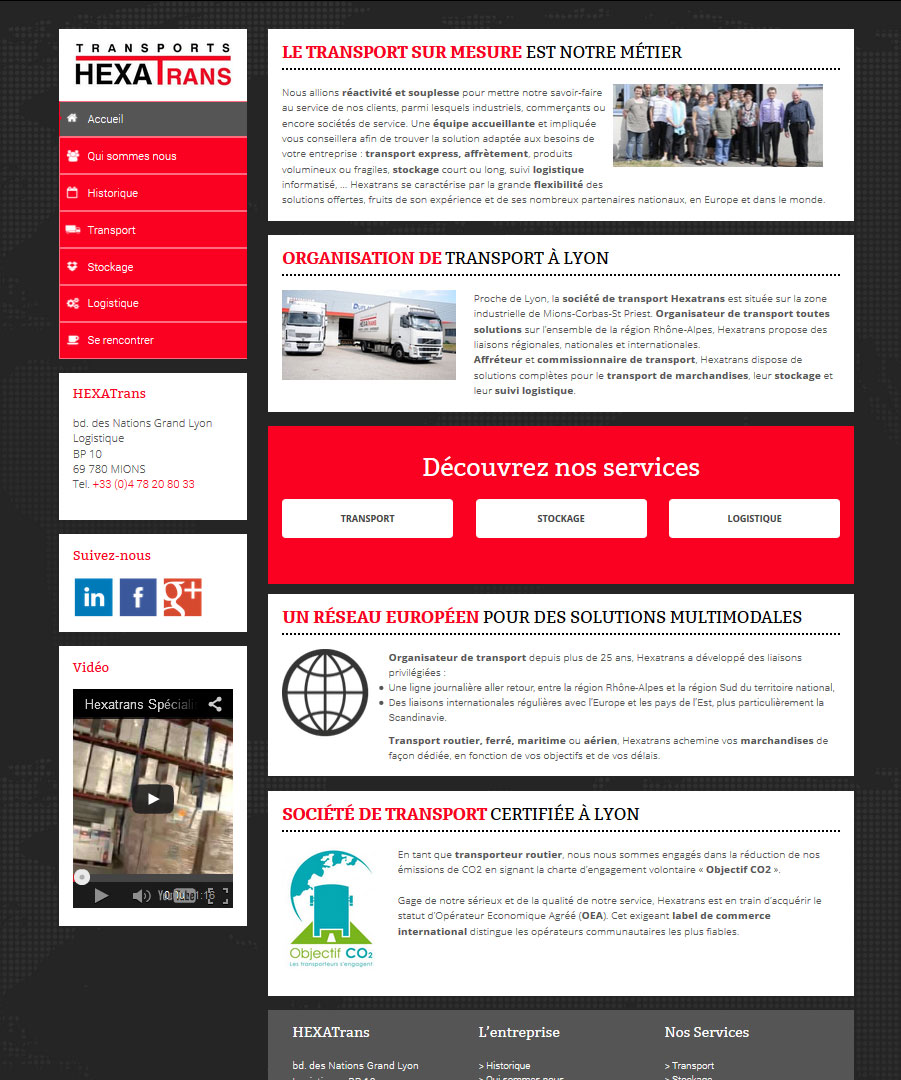 TRANSPORTS
HEXATRANS
Accueil
Qui sommes nous
Historique
Transport
Stockage
Logistique
Se rencontrer
HEXATrans
bd. des Nations Grand Lyon
Logistique
BP 10
69 780 MIONS
Tel. +33 (0)4 78 20 80 33
Suivez-nous
in f g+
Vidéo
Hexatrans Spéciali
YouTube 1:16
LE TRANSPORT SUR MESURE EST NOTRE MÉTIER
Nous allions réactivité et souplesse pour mettre notre savoir-faire
au service de nos clients, parmi lesquels industriels, commerçants ou
encore sociétés de service. Une équipe accueillante et impliquée
vous conseillera afin de trouver la solution adaptée aux besoins de
votre entreprise : transport express, affrètement, produits
volumineux ou fragiles, stockage court ou long, suivi logistique
informatisé, ... Hexatrans se caractérise par la grande flexibilité des
solutions offertes, fruits de son expérience et de ses nombreux partenaires nationaux, en Europe et dans le monde.
ORGANISATION DE TRANSPORT À LYON
Proche de Lyon, la société de transport Hexatrans est située sur la zone
industrielle de Mions-Corbas-St Priest. Organisateur de transport toutes
solutions sur l'ensemble de la région Rhône-Alpes, Hexatrans propose des
liaisons régionales, nationales et internationales.
Affréteur et commissionnaire de transport, Hexatrans dispose de
solutions complètes pour le transport de marchandises, leur stockage et
leur suivi logistique.
Découvrez nos services
TRANSPORT STOCKAGE LOGISTIQUE
UN RÉSEAU EUROPÉEN POUR DES SOLUTIONS MULTIMODALES
Organisateur de transport depuis plus de 25 ans, Hexatrans a développé des liaisons
privilégiées :
• Une ligne journalière aller retour, entre la région Rhône-Alpes et la région Sud du territoire national,
• Des liaisons internationales régulières avec l'Europe et les pays de l'Est, plus particulièrement la
Scandinavie.
Transport routier, ferré, maritime ou aérien, Hexatrans achemine vos marchandises de
façon dédiée, en fonction de vos objectifs et de vos délais.
SOCIÉTÉ DE TRANSPORT CERTIFIÉE À LYON
Objectif CO2
Les transporteurs s'engagent
En tant que transporteur routier, nous nous sommes engagés dans la réduction de nos
émissions de CO2 en signant la charte d'engagement volontaire « Objectif CO2 ».
Gage de notre sérieux et de la qualité de notre service, Hexatrans est en train d'acquérir le
statut d'Opérateur Economique Agréé (OEA). Cet exigeant label de commerce
international distingue les opérateurs communautaires les plus fiables.
HEXATrans
bd. des Nations Grand Lyon
L'entreprise
> Historique
> Qui sommes nous
Nos Services
> Transport
> Stockage